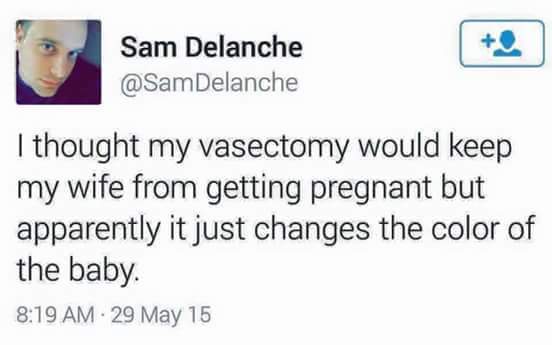 Sam Delanche
@SamDelanche
I thought my vasectomy would keep
my wife from getting pregnant but
apparently it just changes the color of
the baby.
8:19 AM · 29 May 15